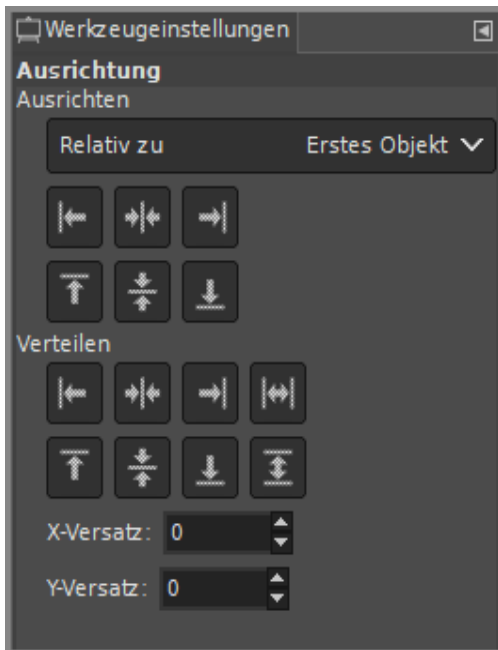 Werkzeugeinstellungen
Ausrichtung
Ausrichten
Relativ zu Erstes Objekt
Verteilen
X-Versatz: 0
Y-Versatz: 0